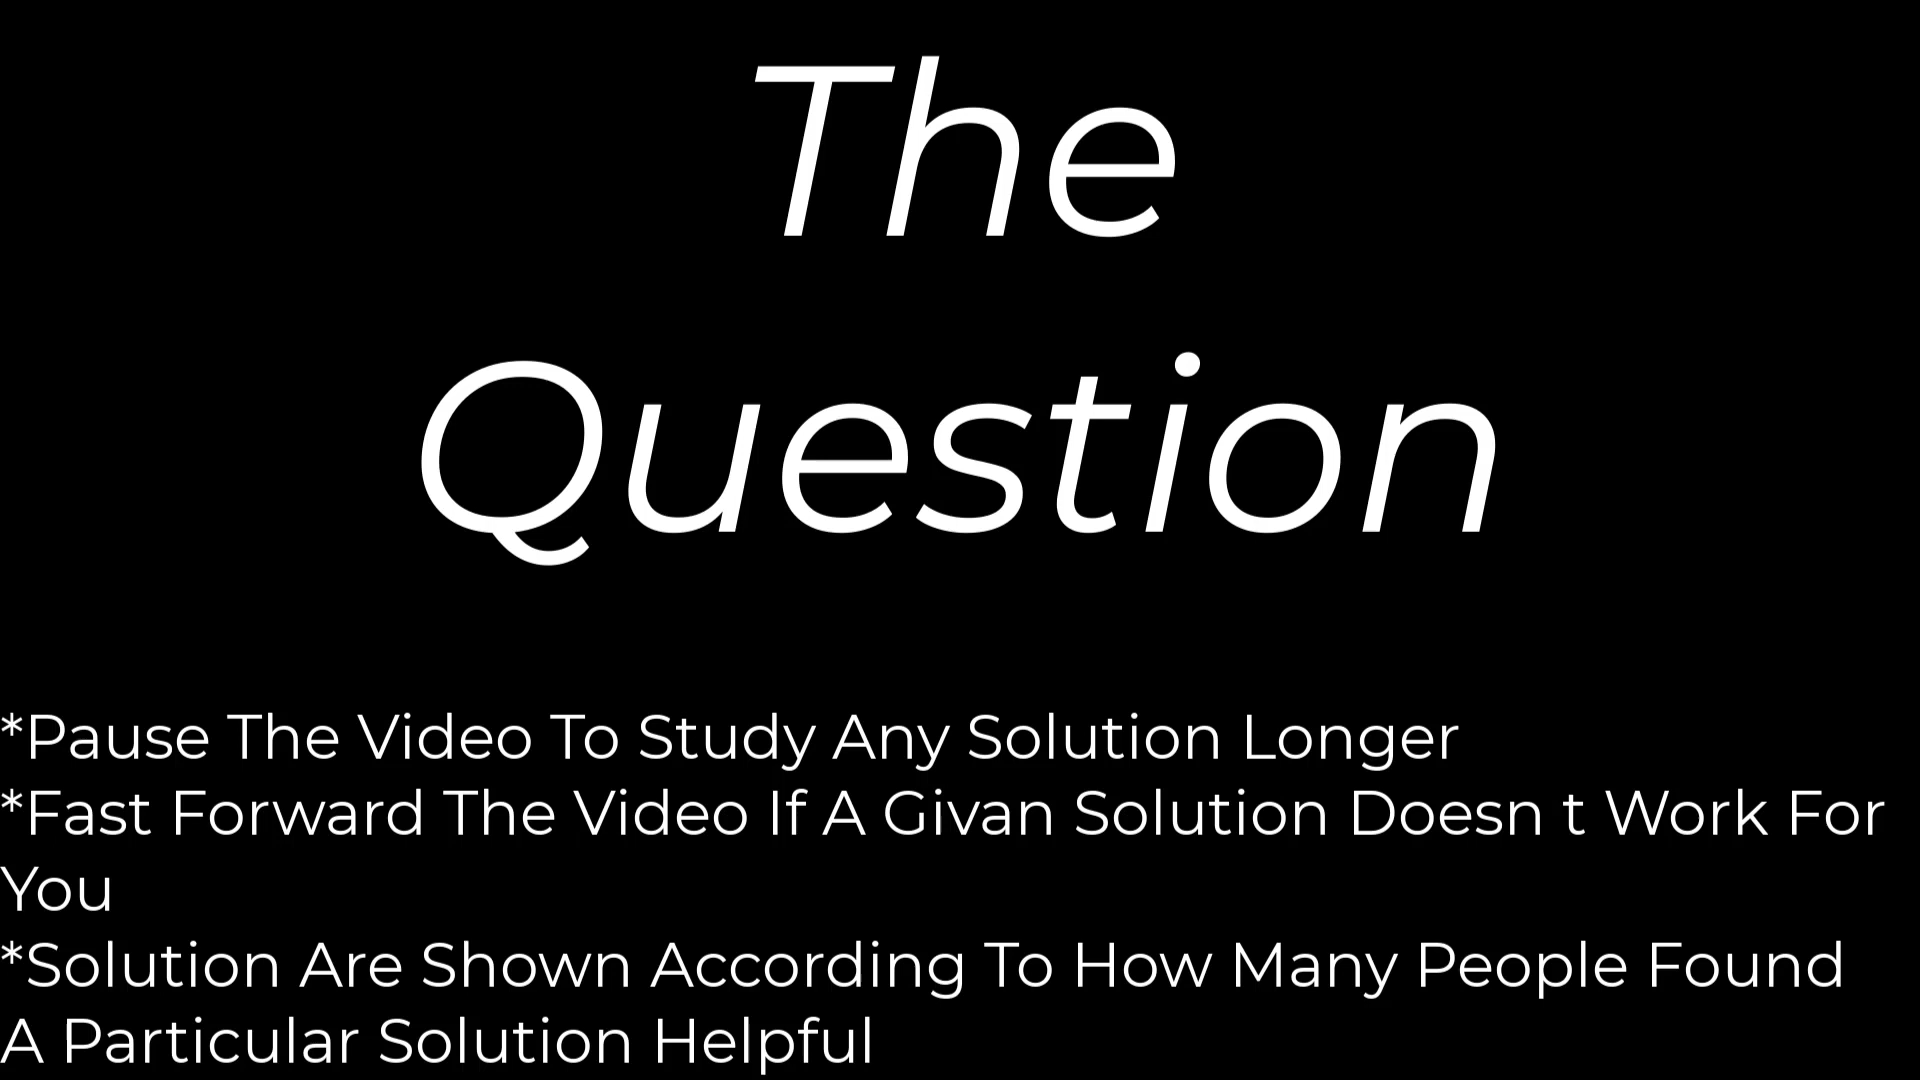 The
Question
*Pause The Video To Study Any Solution Longer
*Fast Forward The Video If A Givan Solution Doesn t Work For
You
*Solution Are Shown According To How Many People Found
A Particular Solution Helpful